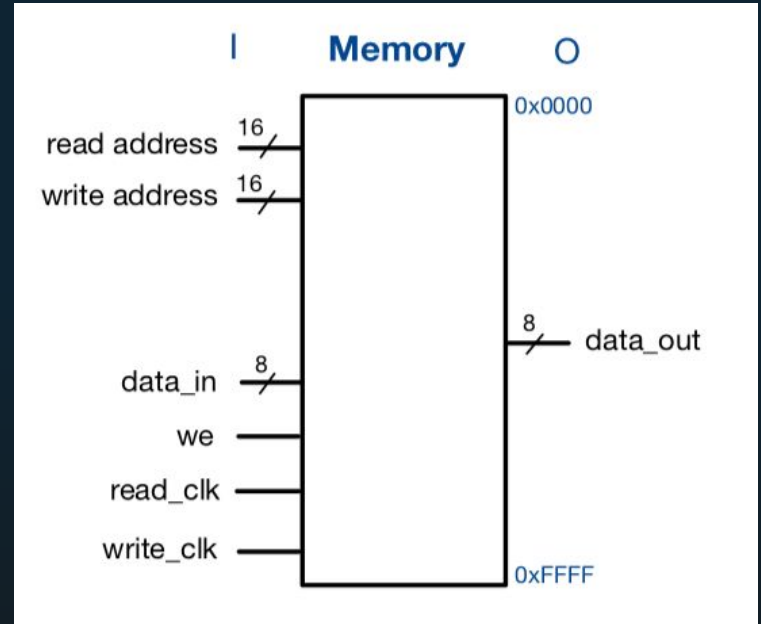 I Memory O
0x0000
16
read address
16
write address
8
data_out
8
data_in
we
read_clk
write_clk
0xFFFF